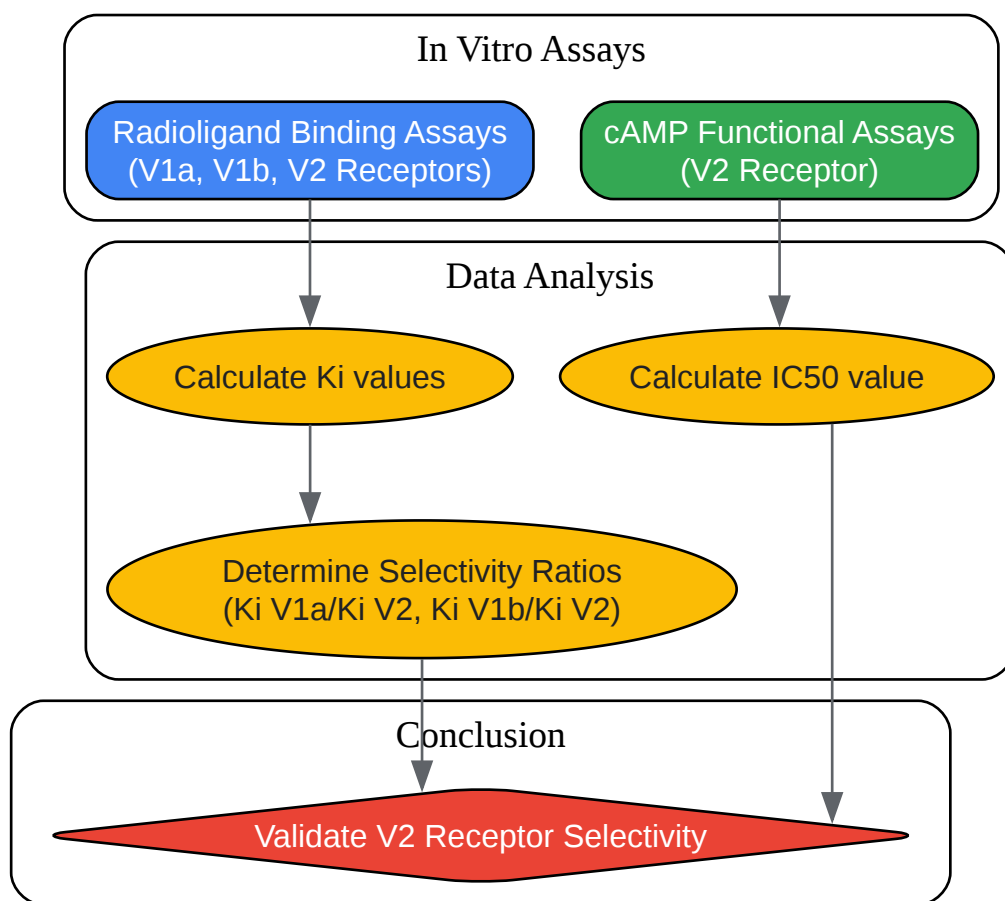 In Vitro Assays
Radioligand Binding Assays
(V1a, V1b, V2 Receptors)
cAMP Functional Assays
(V2 Receptor)
Data Analysis
Calculate Ki values
Calculate IC50 value
Determine Selectivity Ratios
(Ki V1a/Ki V2, Ki V1b/Ki V2)
Conclusion
Validate V2 Receptor Selectivity